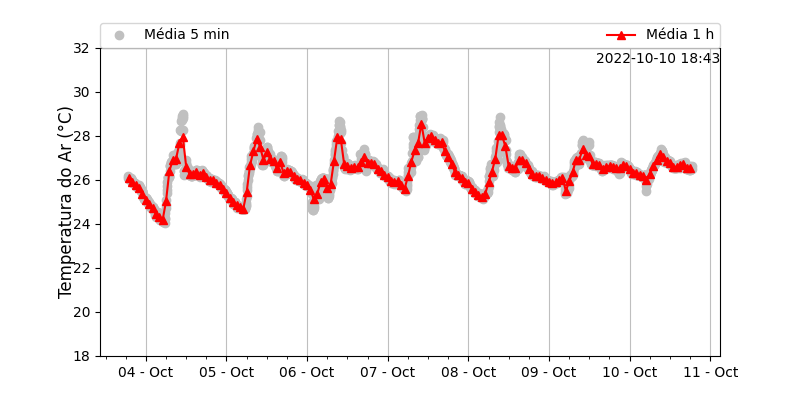 Média 5 min
Média 1 h
2022-10-10 18:43
Temperatura do Ar (°C)
32
30
28
26
24
22
20
18
04 - Oct
05 - Oct
06 - Oct
07 - Oct
08 - Oct
09 - Oct
10 - Oct
11 - Oct